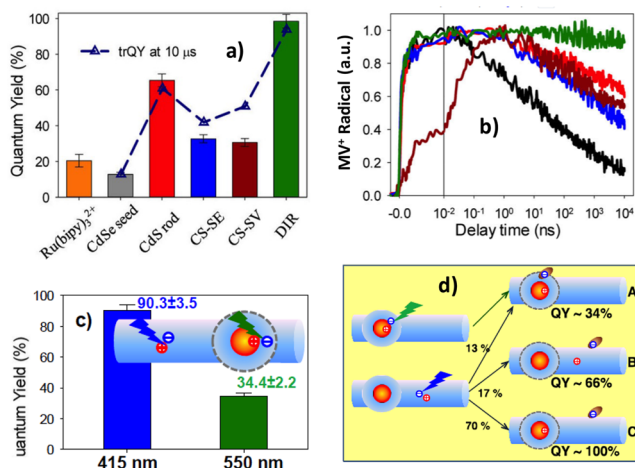 100
80
60
40
20
0
Quantum Yield (%)
trQY at 10 µs
a)
Ru(bipy)₃²⁺
CdSe seed
CdS rod
CS-SE
CS-SV
DIR
1.0
0.8
0.6
0.4
0.2
0.0
MV⁺ Radical (a.u.)
b)
-0.0 10⁻² 10⁻¹ 10⁰ 10¹ 10² 10³ 10⁴
Delay time (ns)
100
80
60
40
20
0
uantum Yield (%)
90.3±3.5
c)
34.4±2.2
415 nm 550 nm
d)
A
QY ~ 34%
13 %
B
17 %
QY ~ 66%
70 %
C
QY ~ 100%